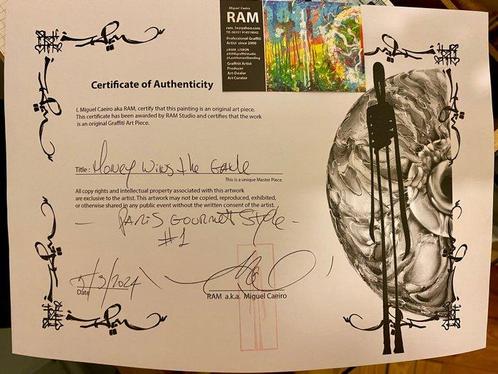 Miguel Caeiro
RAM
Professional Graffiti
Artist since 2000
Graffiti Artist
Producer
Art Dealer
Art Curator
Certificate of Authenticity
I, Miguel Caeiro aka RAM, certify that this painting is an original art piece.
This certificate has been awarded by RAM Studio and certifies that the work
is an original Graffiti Art Piece.
Title: Money Wins the Game
This is a unique Master Piece.
All copy rights and intellectual property associated with this artwork
are exclusive to the artist. This artwork may not be copied, reproduced, exhibited,
or otherwise shared in any public event without the written consent of the artist.
- PARIS GOURMET STyle -
#1
/9/2024
Date
RAM a.k.a. Miguel Caeiro